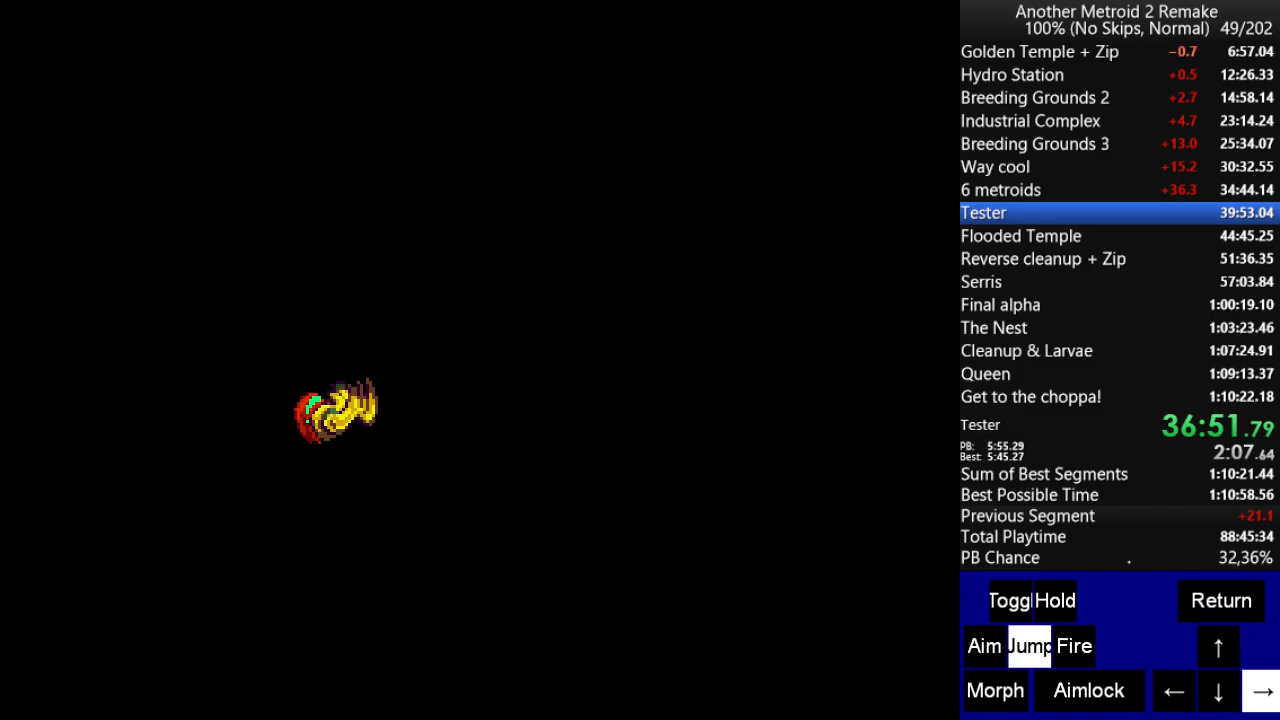 Another Metroid 2 Remake
100% (No Skips, Normal) 49/202
Golden Temple + Zip −0.7 6:57.04
Hydro Station +0.5 12:26.33
Breeding Grounds 2 +2.7 14:58.14
Industrial Complex +4.7 23:14.24
Breeding Grounds 3 +13.0 25:34.07
Way cool +15.2 30:32.55
6 metroids +36.3 34:44.14
Tester 39:53.04
Flooded Temple 44:45.25
Reverse cleanup + Zip 51:36.35
Serris 57:03.84
Final alpha 1:00:19.10
The Nest 1:03:23.46
Cleanup & Larvae 1:07:24.91
Queen 1:09:13.37
Get to the choppa! 1:10:22.18
Tester 36:51.79
PB: 5:55.29
Best: 5:45.27 2:07.64
Sum of Best Segments 1:10:21.44
Best Possible Time 1:10:58.56
Previous Segment +21.1
Total Playtime 88:45:34
PB Chance . 32,36%
Toggl Hold Return
Aim Jump Fire ↑
Morph Aimlock ← ↓ →